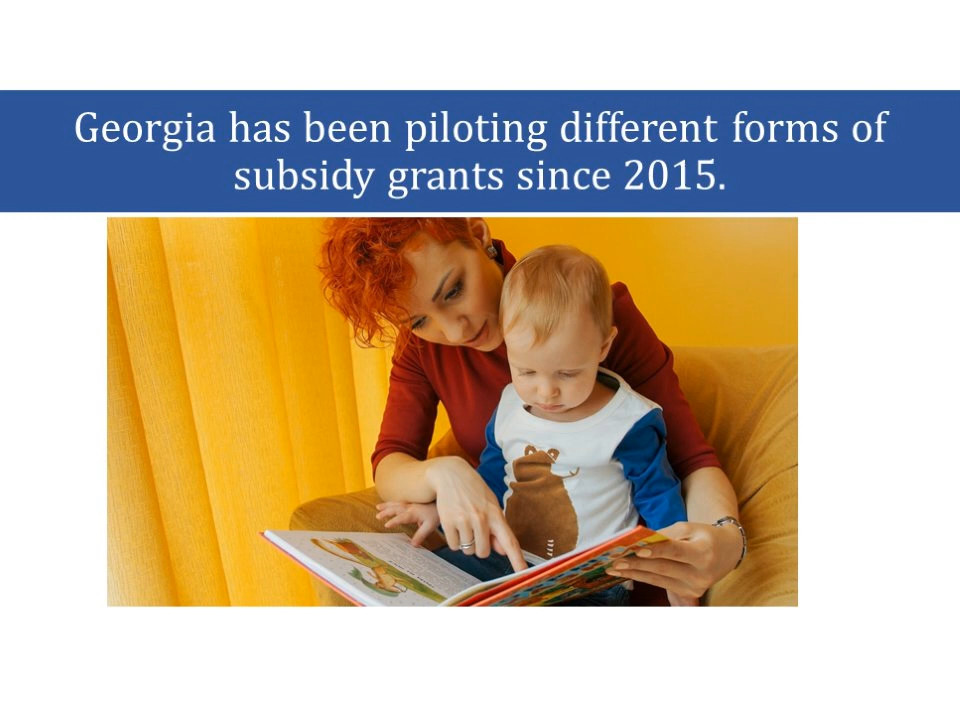 Georgia has been piloting different forms of
subsidy grants since 2015.